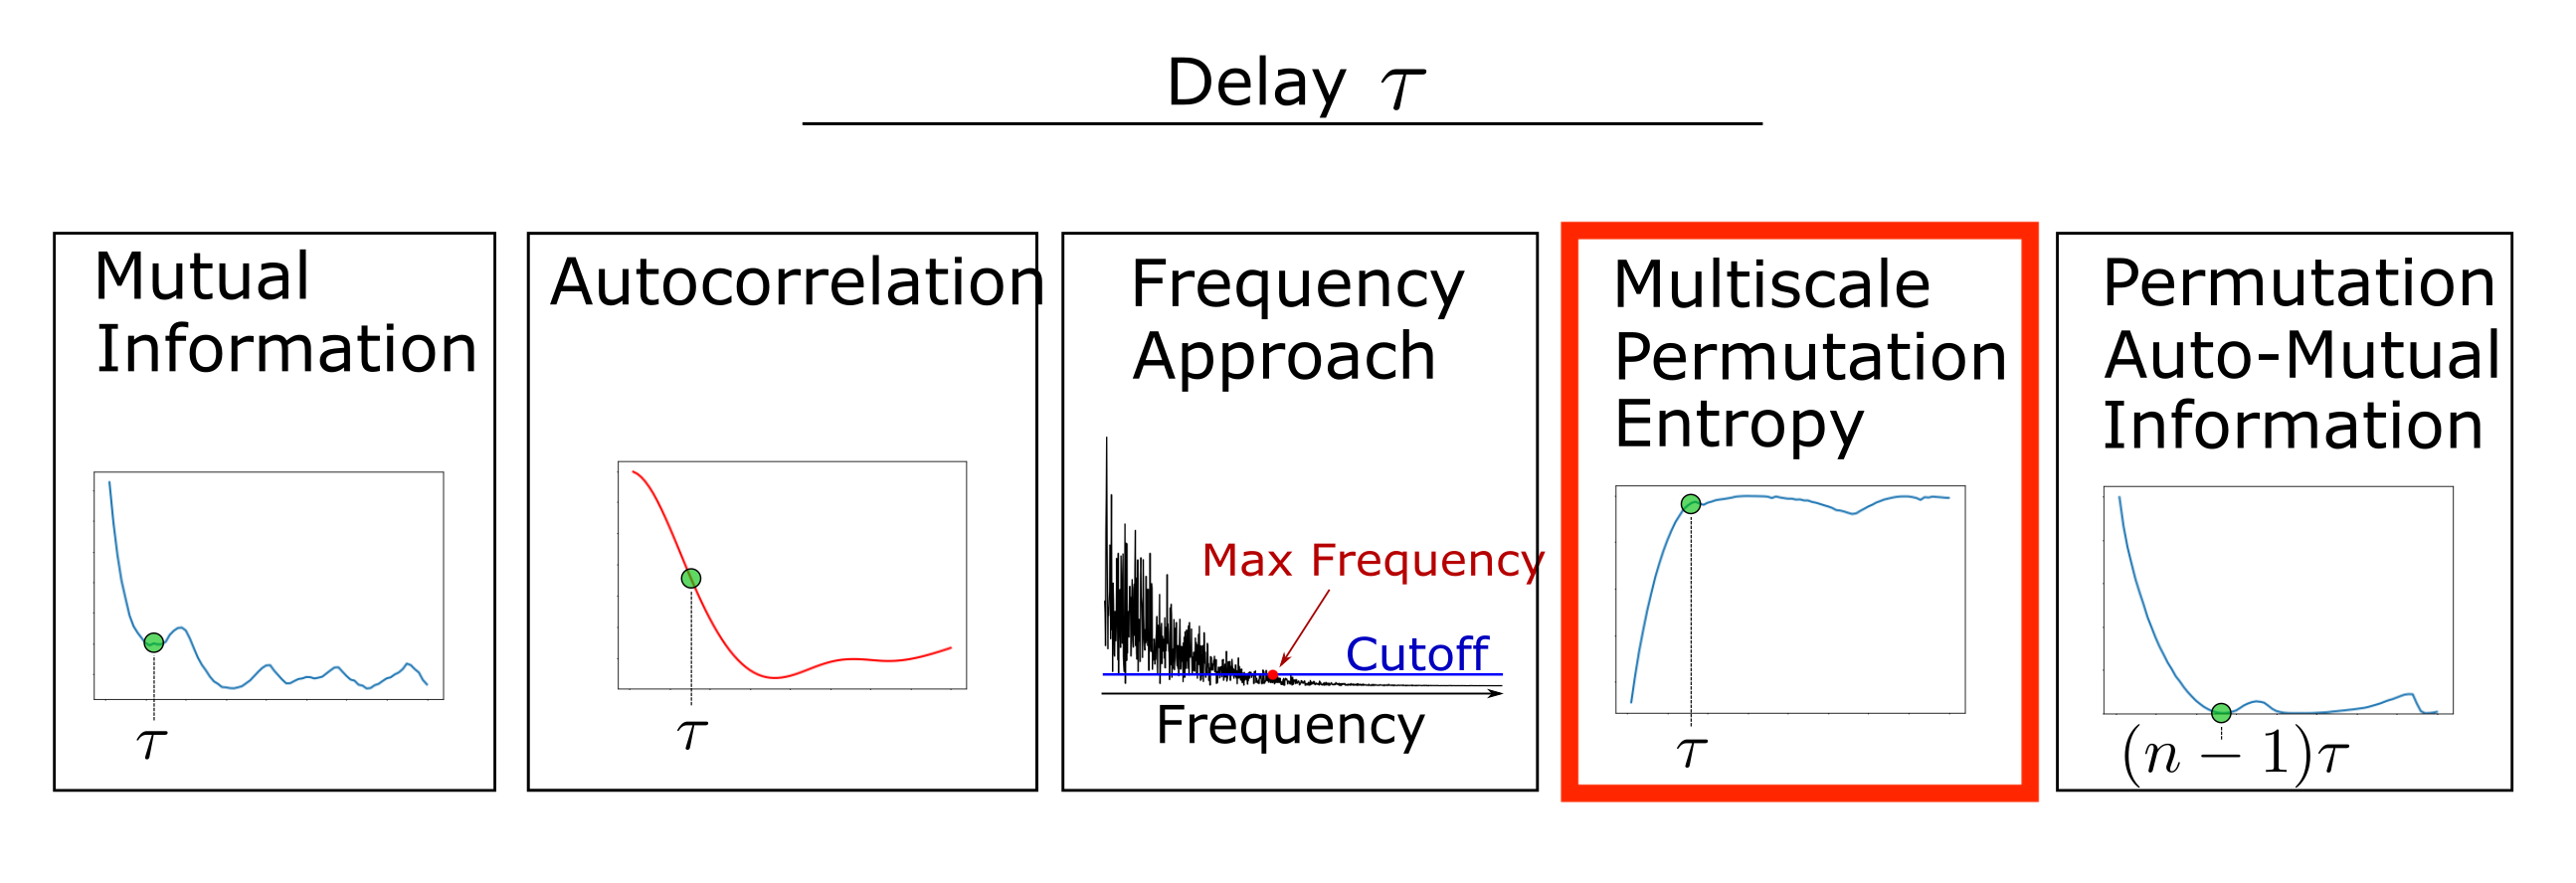 Delay τ
Mutual
Information
τ
Autocorrelation
τ
Frequency
Approach
Max Frequency
Cutoff
Frequency
Multiscale
Permutation
Entropy
τ
Permutation
Auto-Mutual
Information
(n − 1)τ